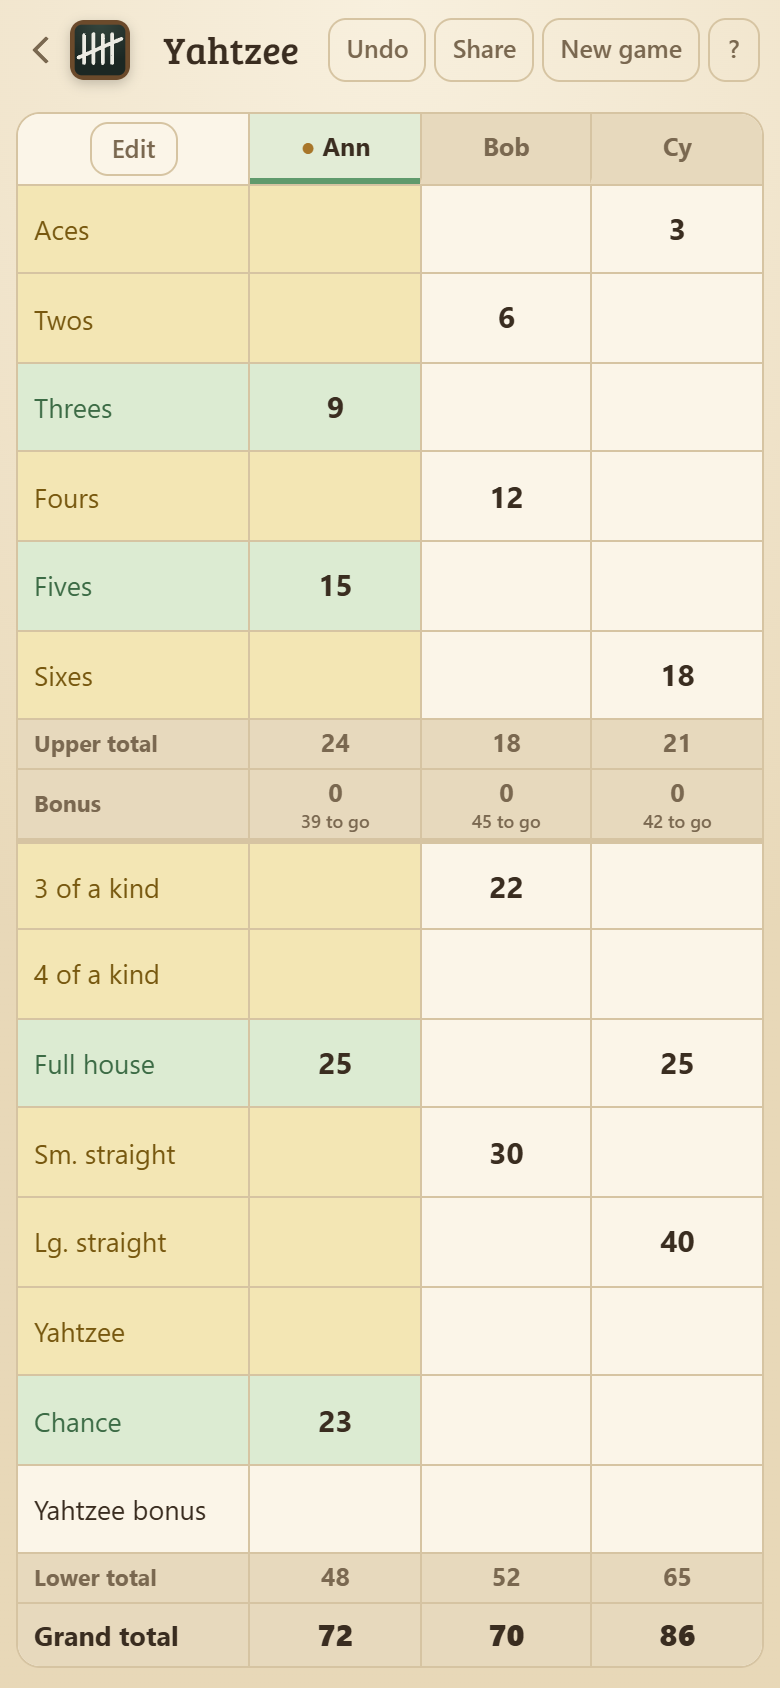 Yahtzee Undo Share New game ?
Edit Ann Bob Cy
Aces 3
Twos 6
Threes 9
Fours 12
Fives 15
Sixes 18
Upper total 24 18 21
Bonus 0 0 0
39 to go 45 to go 42 to go
3 of a kind 22
4 of a kind
Full house 25 25
Sm. straight 30
Lg. straight 40
Yahtzee
Chance 23
Yahtzee bonus
Lower total 48 52 65
Grand total 72 70 86